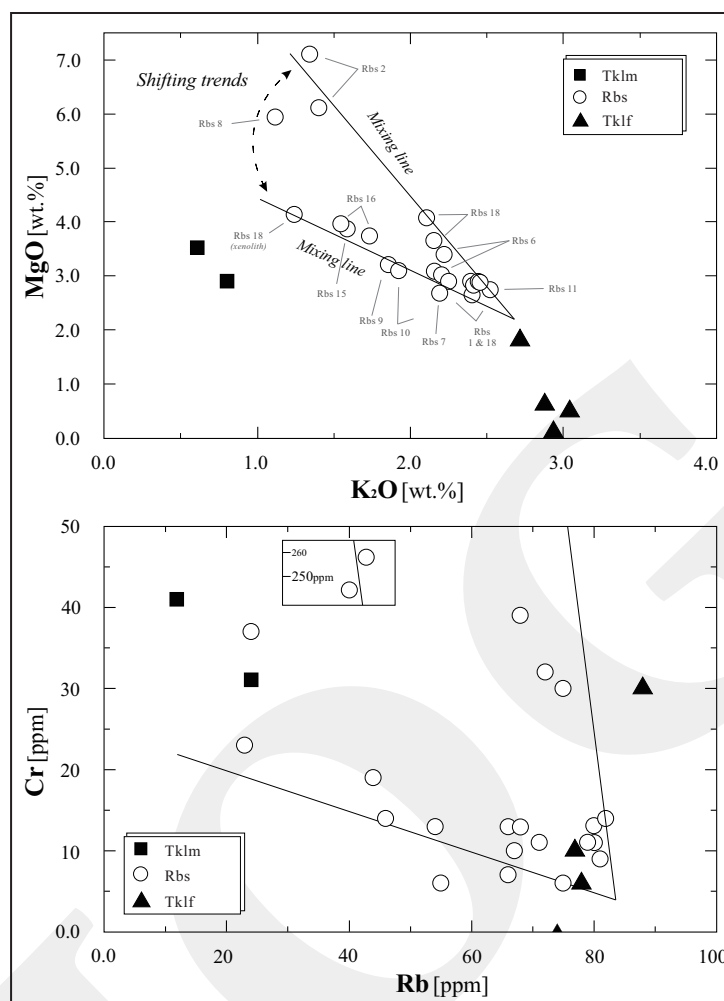 7.0
6.0
5.0
4.0
3.0
2.0
1.0
0.0
MgO [wt.%]
Shifting trends
Rbs 2
Rbs 8
Mixing line
Tklm
Rbs
Tklf
Rbs 16
Rbs 18
Rbs 18
(xenolith)
Mixing line
Rbs 6
Rbs 15
Rbs 11
Rbs 9
Rbs 10
Rbs 7
Rbs
1 & 18
0.0 1.0 2.0 3.0 4.0
K₂O [wt.%]
50
40
30
20
10
0.0
Cr [ppm]
260
250ppm
Tklm
Rbs
Tklf
0.0 20 40 60 80 100
Rb [ppm]